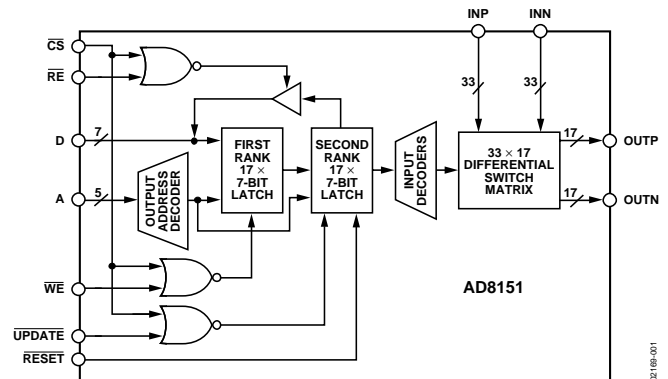 INP
INN
CS
RE
33
33
D
7
FIRST
RANK
17 ×
7-BIT
LATCH
SECOND
RANK
17 ×
7-BIT
LATCH
INPUT
DECODERS
33 × 17
DIFFERENTIAL
SWITCH
MATRIX
17
OUTP
17
OUTN
A
5
OUTPUT
ADDRESS
DECODER
WE
AD8151
UPDATE
RESET
02169-001